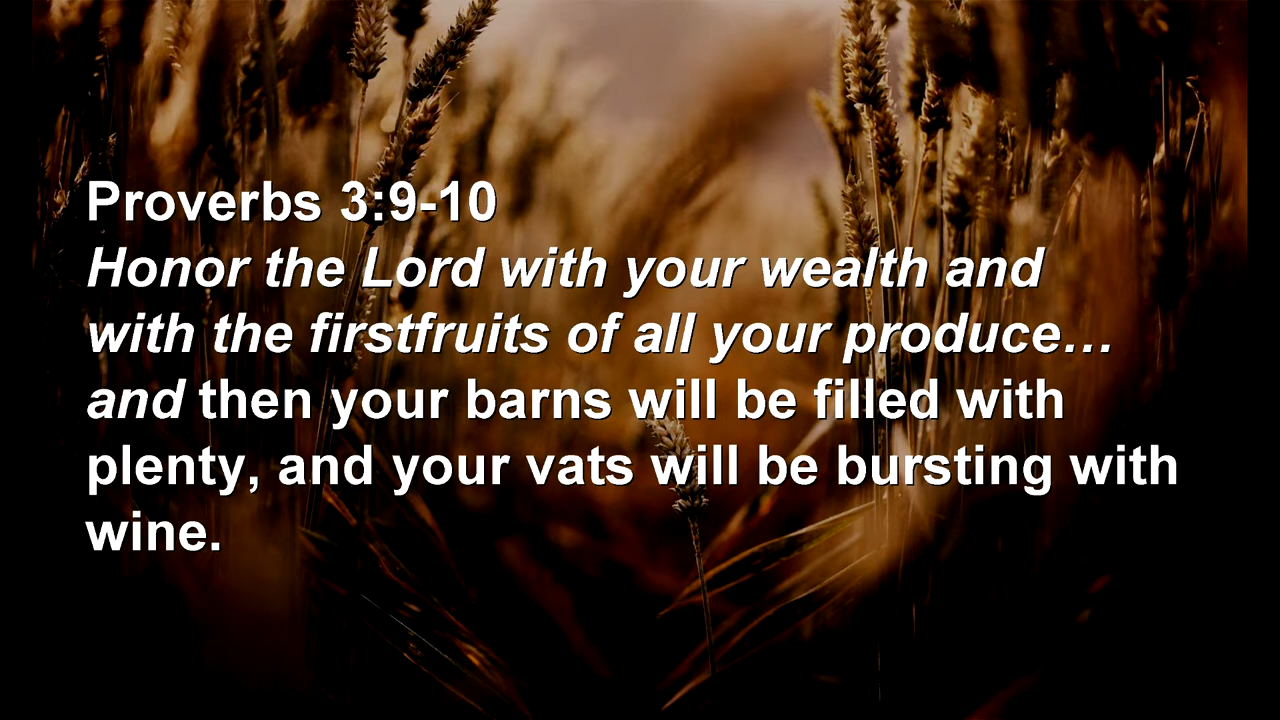 Proverbs 3:9-10
Honor the Lord with your wealth and
with the firstfruits of all your produce…
and then your barns will be filled with
plenty, and your vats will be bursting with
wine.